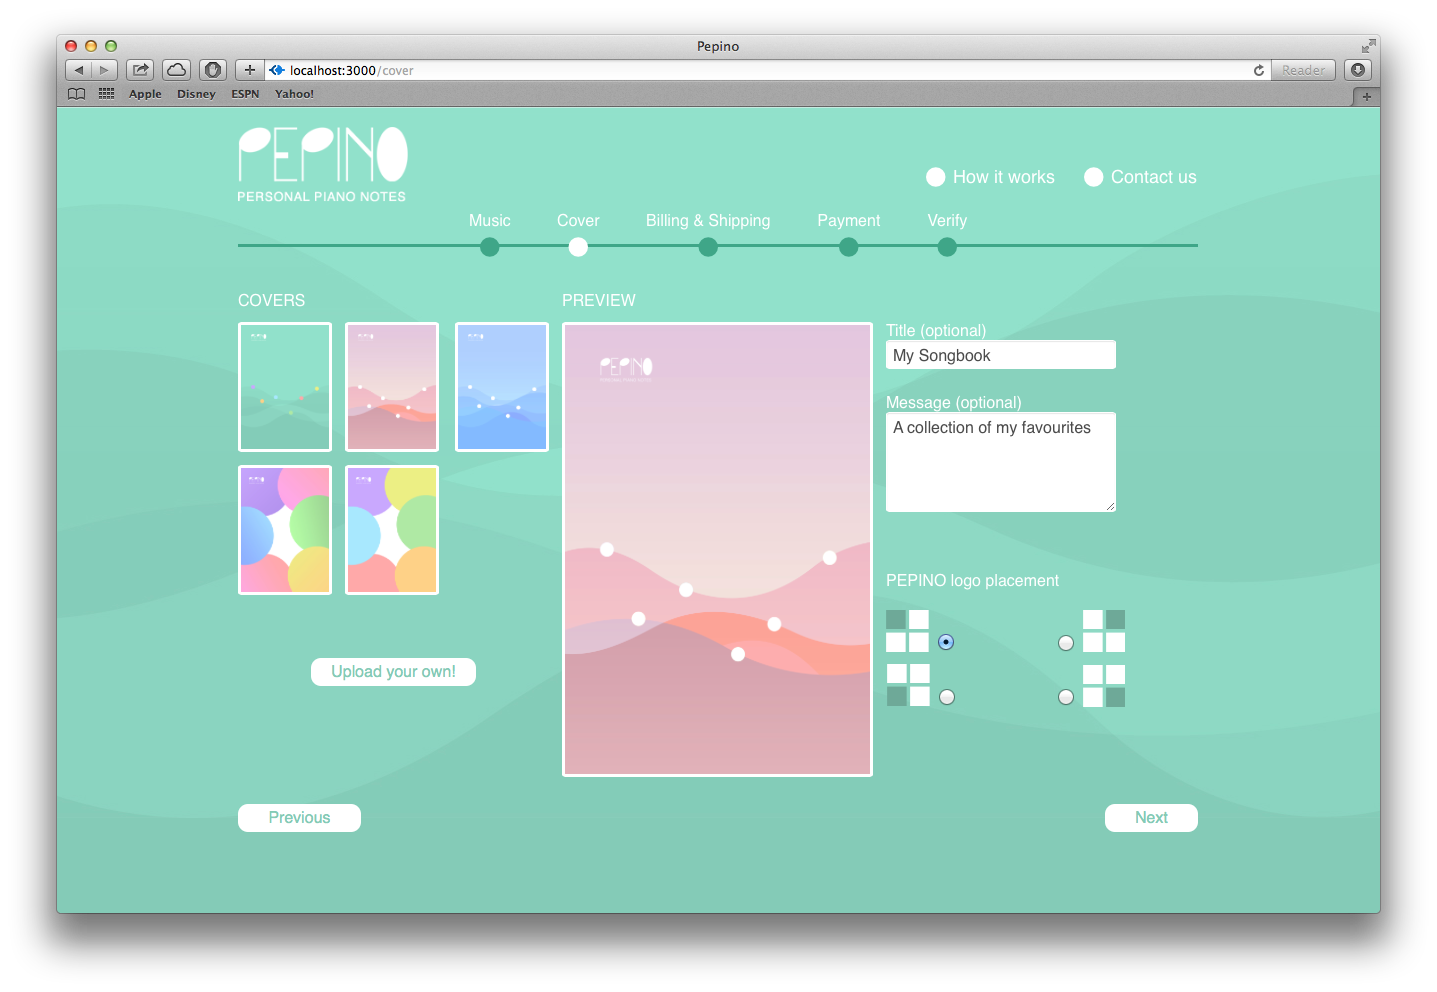 Pepino
localhost:3000/cover
Reader
Apple Disney ESPN Yahoo!
PEPINO
PERSONAL PIANO NOTES
How it works
Contact us
Music Cover Billing & Shipping Payment Verify
COVERS
PREVIEW
PEPINO
Title (optional)
My Songbook
Message (optional)
A collection of my favourites
PEPINO logo placement
Upload your own!
Previous
Next